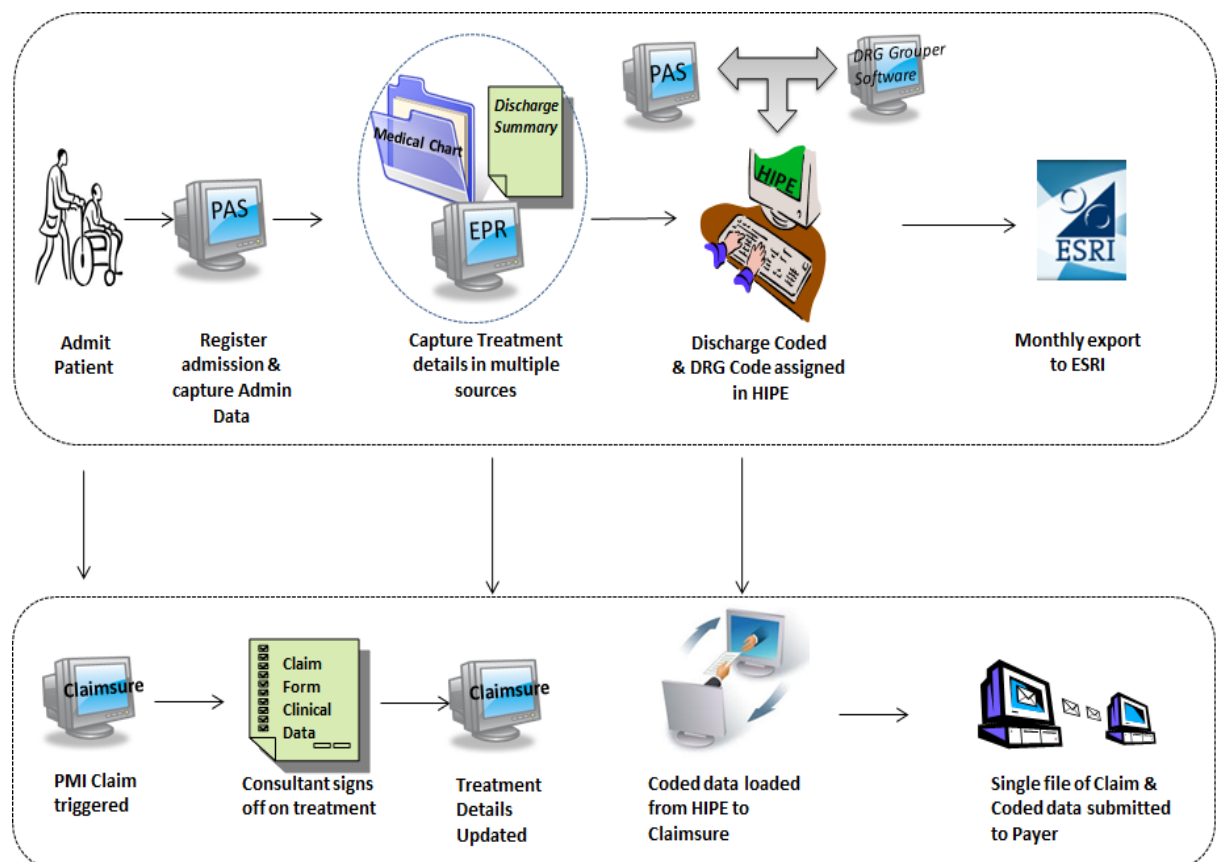 PAS
DRG Grouper
Software
Medical Chart
Discharge
Summary
HIPE
PAS
EPR
ESRI
Admit
Patient
Register
admission &
capture Admin
Data
Capture Treatment
details in multiple
sources
Discharge Coded
& DRG Code assigned
in HIPE
Monthly export
to ESRI
Claimsure
Claim
Form
Clinical
Data
Claimsure
PMI Claim
triggered
Consultant signs
off on treatment
Treatment
Details
Updated
Coded data loaded
from HIPE to
Claimsure
Single file of Claim &
Coded data submitted
to Payer